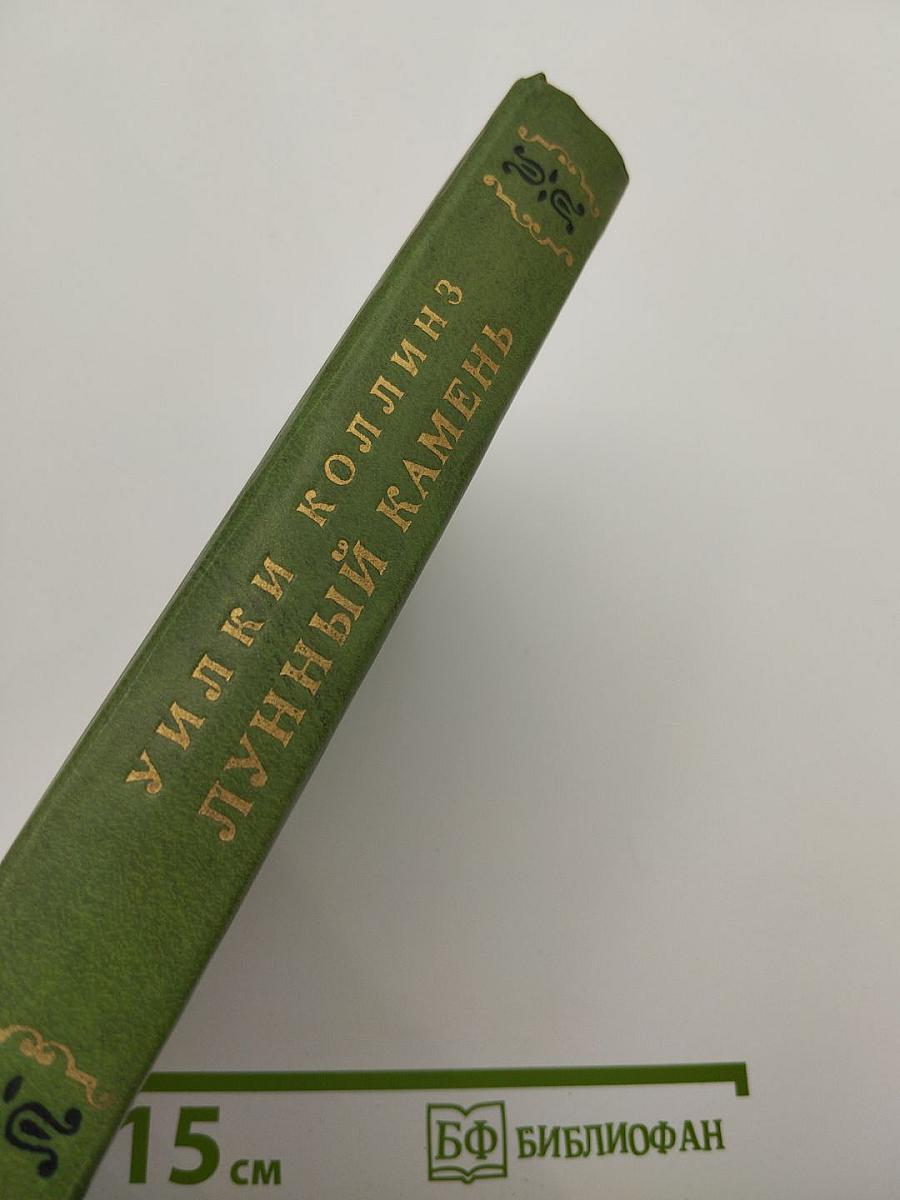 УИЛКИ КОЛЛИНЗ
ЛУННЫЙ КАМЕНЬ
15 см
БФ БИБЛИОФАН